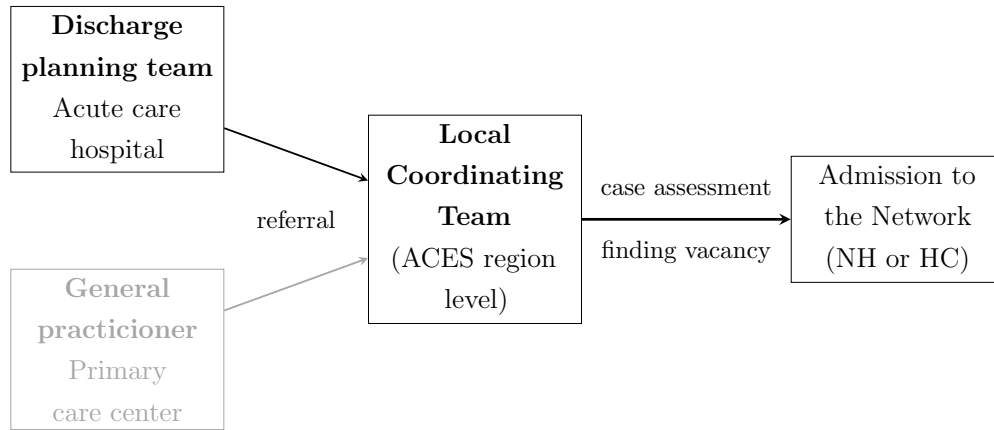 Discharge
planning team
Acute care
hospital
referral
General
practicioner
Primary
care center
Local
Coordinating
Team
(ACES region
level)
case assessment
finding vacancy
Admission to
the Network
(NH or HC)